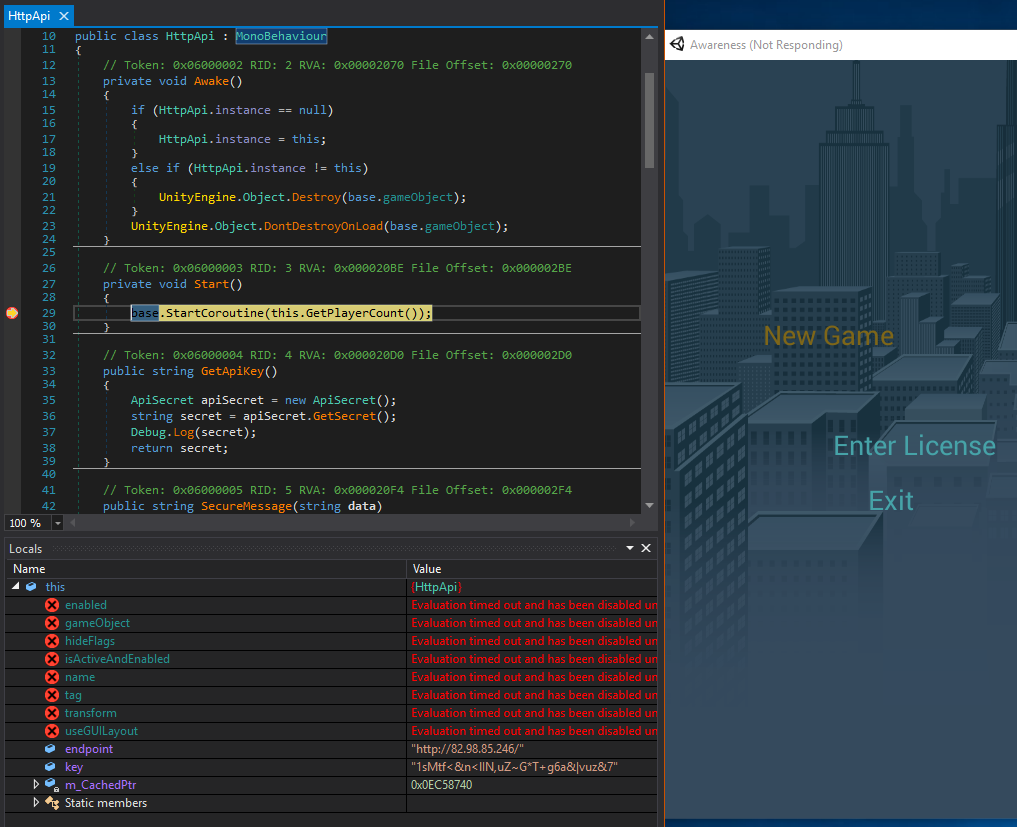 HttpApi
10 public class HttpApi : MonoBehaviour
11 {
12 // Token: 0x06000002 RID: 2 RVA: 0x00002070 File Offset: 0x00000270
13 private void Awake()
14 {
15 if (HttpApi.instance == null)
16 {
17 HttpApi.instance = this;
18 }
19 else if (HttpApi.instance != this)
20 {
21 UnityEngine.Object.Destroy(base.gameObject);
22 }
23 UnityEngine.Object.DontDestroyOnLoad(base.gameObject);
24 }
25
26 // Token: 0x06000003 RID: 3 RVA: 0x000020BE File Offset: 0x000002BE
27 private void Start()
28 {
29 base.StartCoroutine(this.GetPlayerCount());
30 }
31
32 // Token: 0x06000004 RID: 4 RVA: 0x000020D0 File Offset: 0x000002D0
33 public string GetApiKey()
34 {
35 ApiSecret apiSecret = new ApiSecret();
36 string secret = apiSecret.GetSecret();
37 Debug.Log(secret);
38 return secret;
39 }
40
41 // Token: 0x06000005 RID: 5 RVA: 0x000020F4 File Offset: 0x000002F4
42 public string SecureMessage(string data)
100 %
Locals
Name Value
this {HttpApi}
enabled Evaluation timed out and has been disabled un
gameObject Evaluation timed out and has been disabled un
hideFlags Evaluation timed out and has been disabled un
isActiveAndEnabled Evaluation timed out and has been disabled un
name Evaluation timed out and has been disabled un
tag Evaluation timed out and has been disabled un
transform Evaluation timed out and has been disabled un
useGUILayout Evaluation timed out and has been disabled un
endpoint "http://82.98.85.246/"
key
m_CachedPtr 0x0EC58740
Static members
Awareness (Not Responding)
New Game
Enter License
Exit